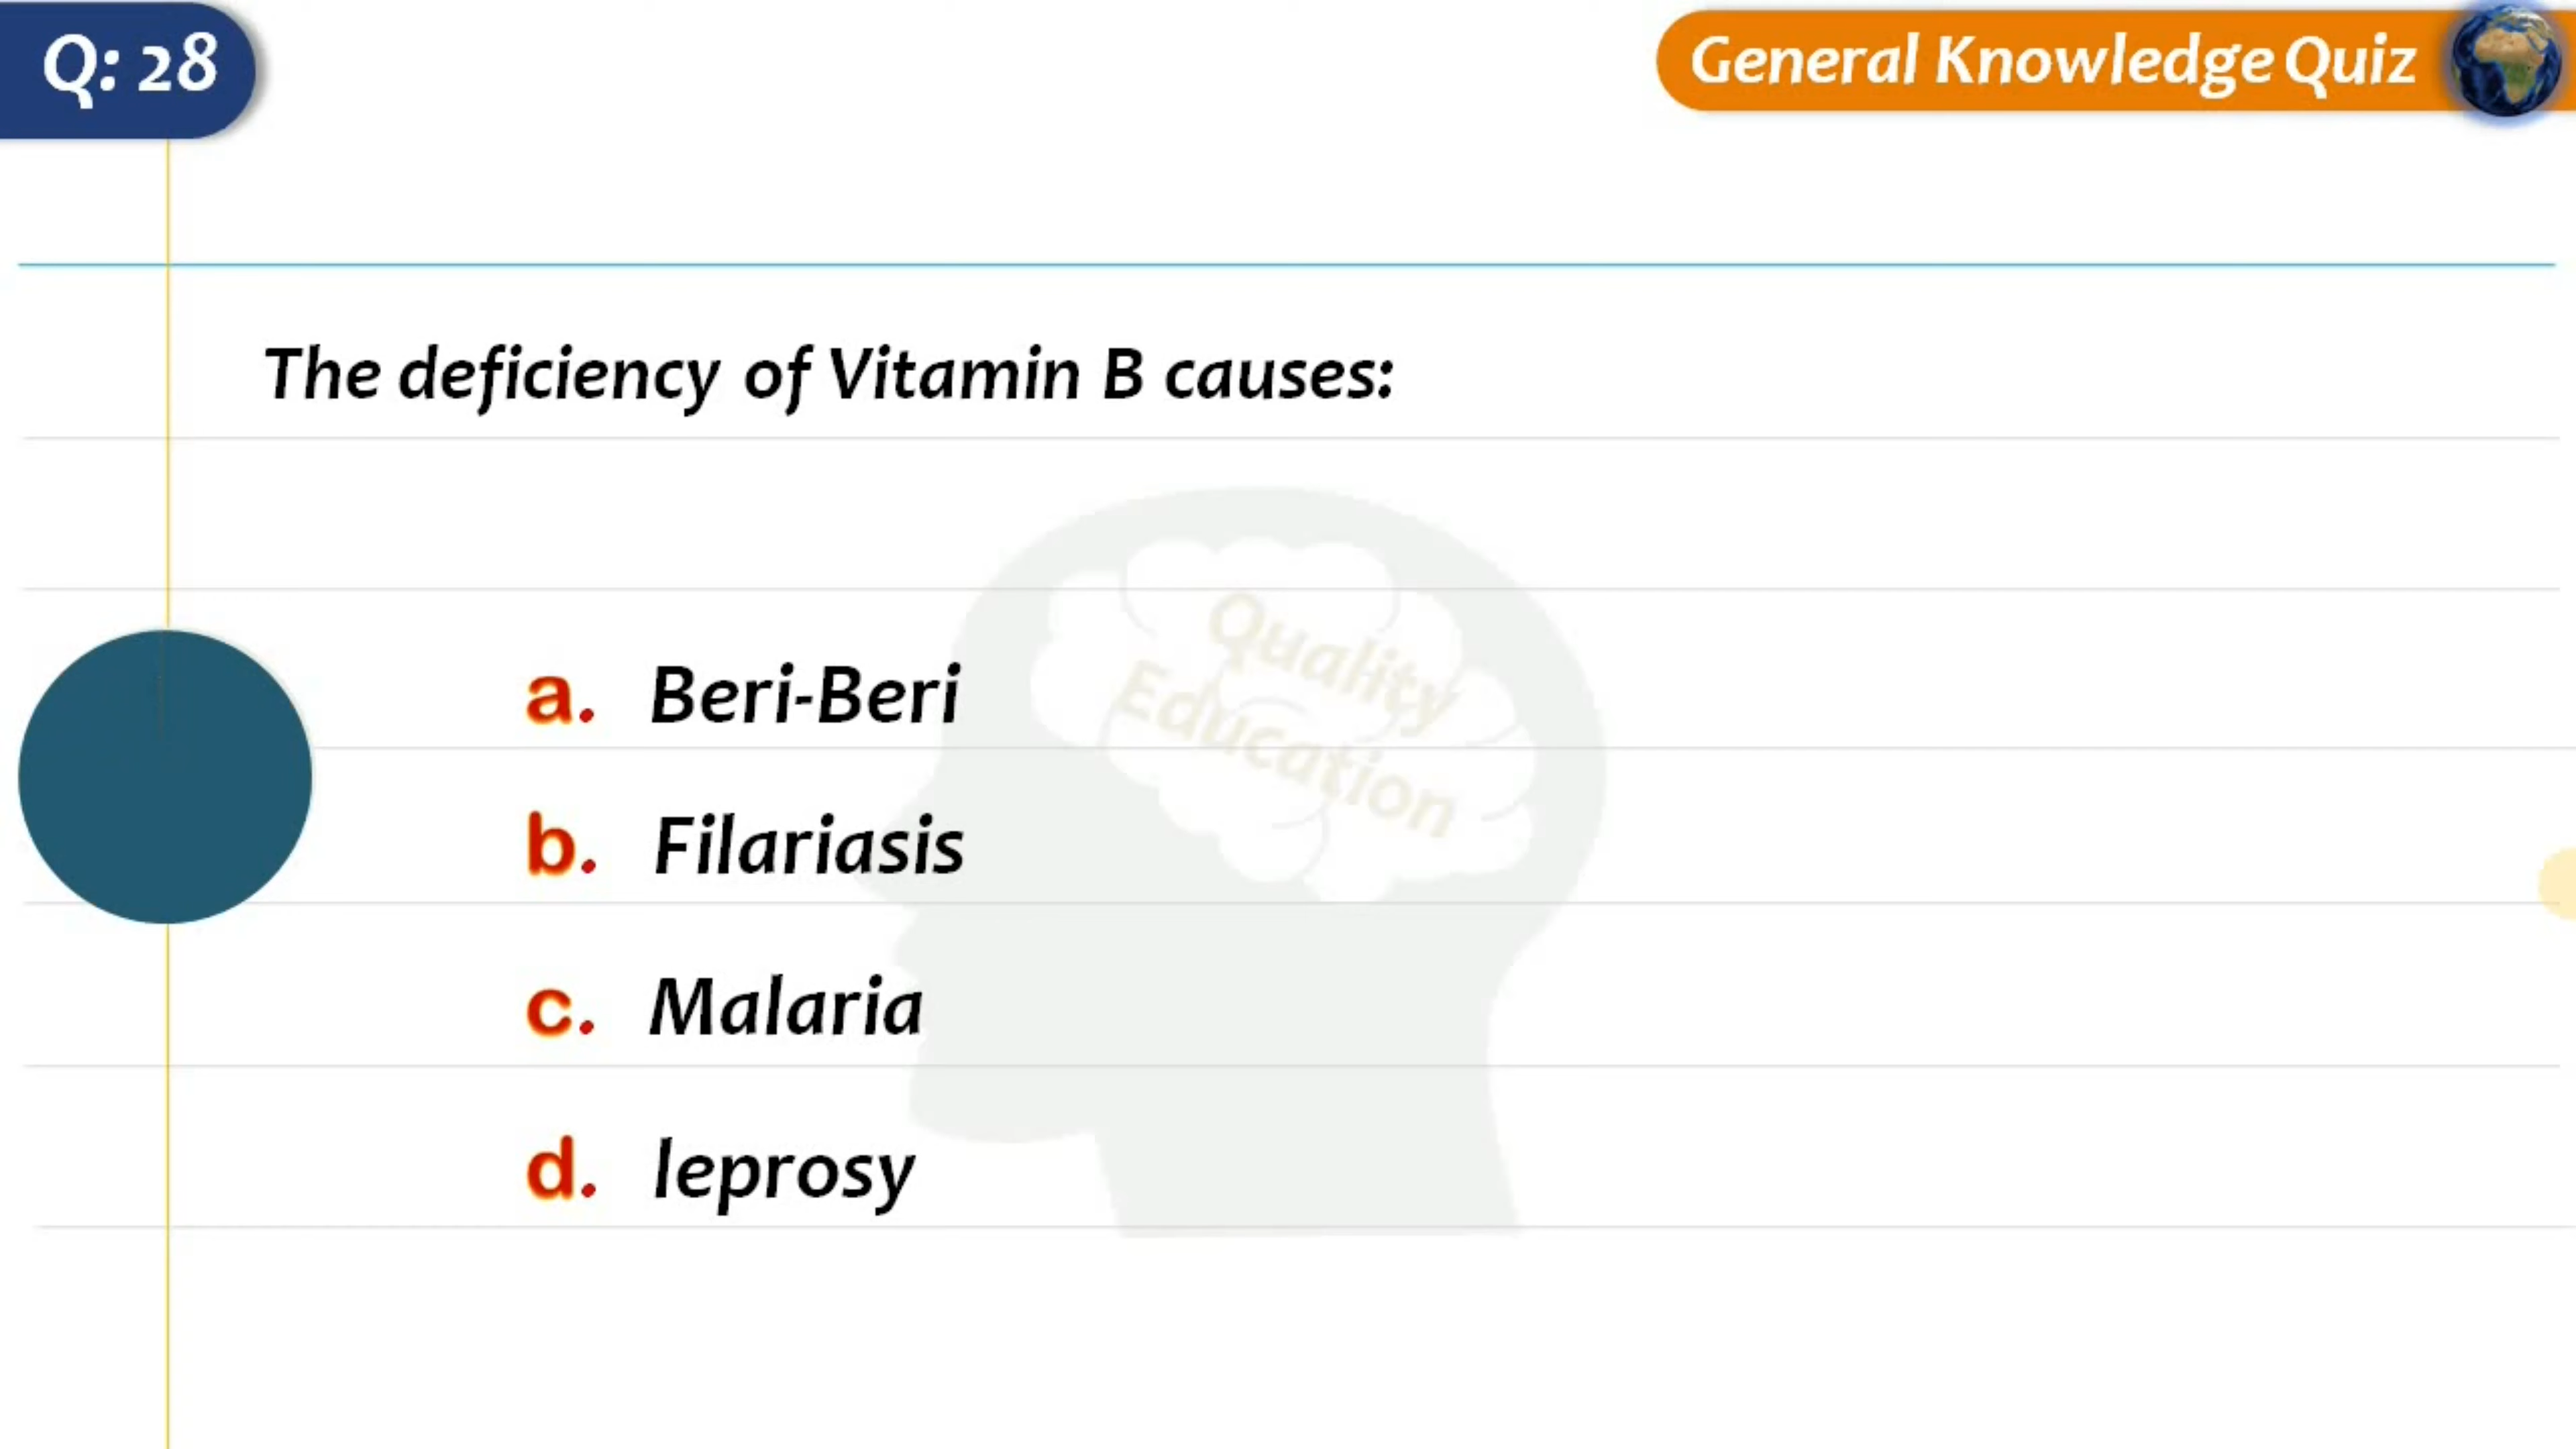 Q: 28
General Knowledge Quiz
The deficiency of Vitamin B causes:
Quality
Education
a. Beri-Beri
b. Filariasis
c. Malaria
d. leprosy